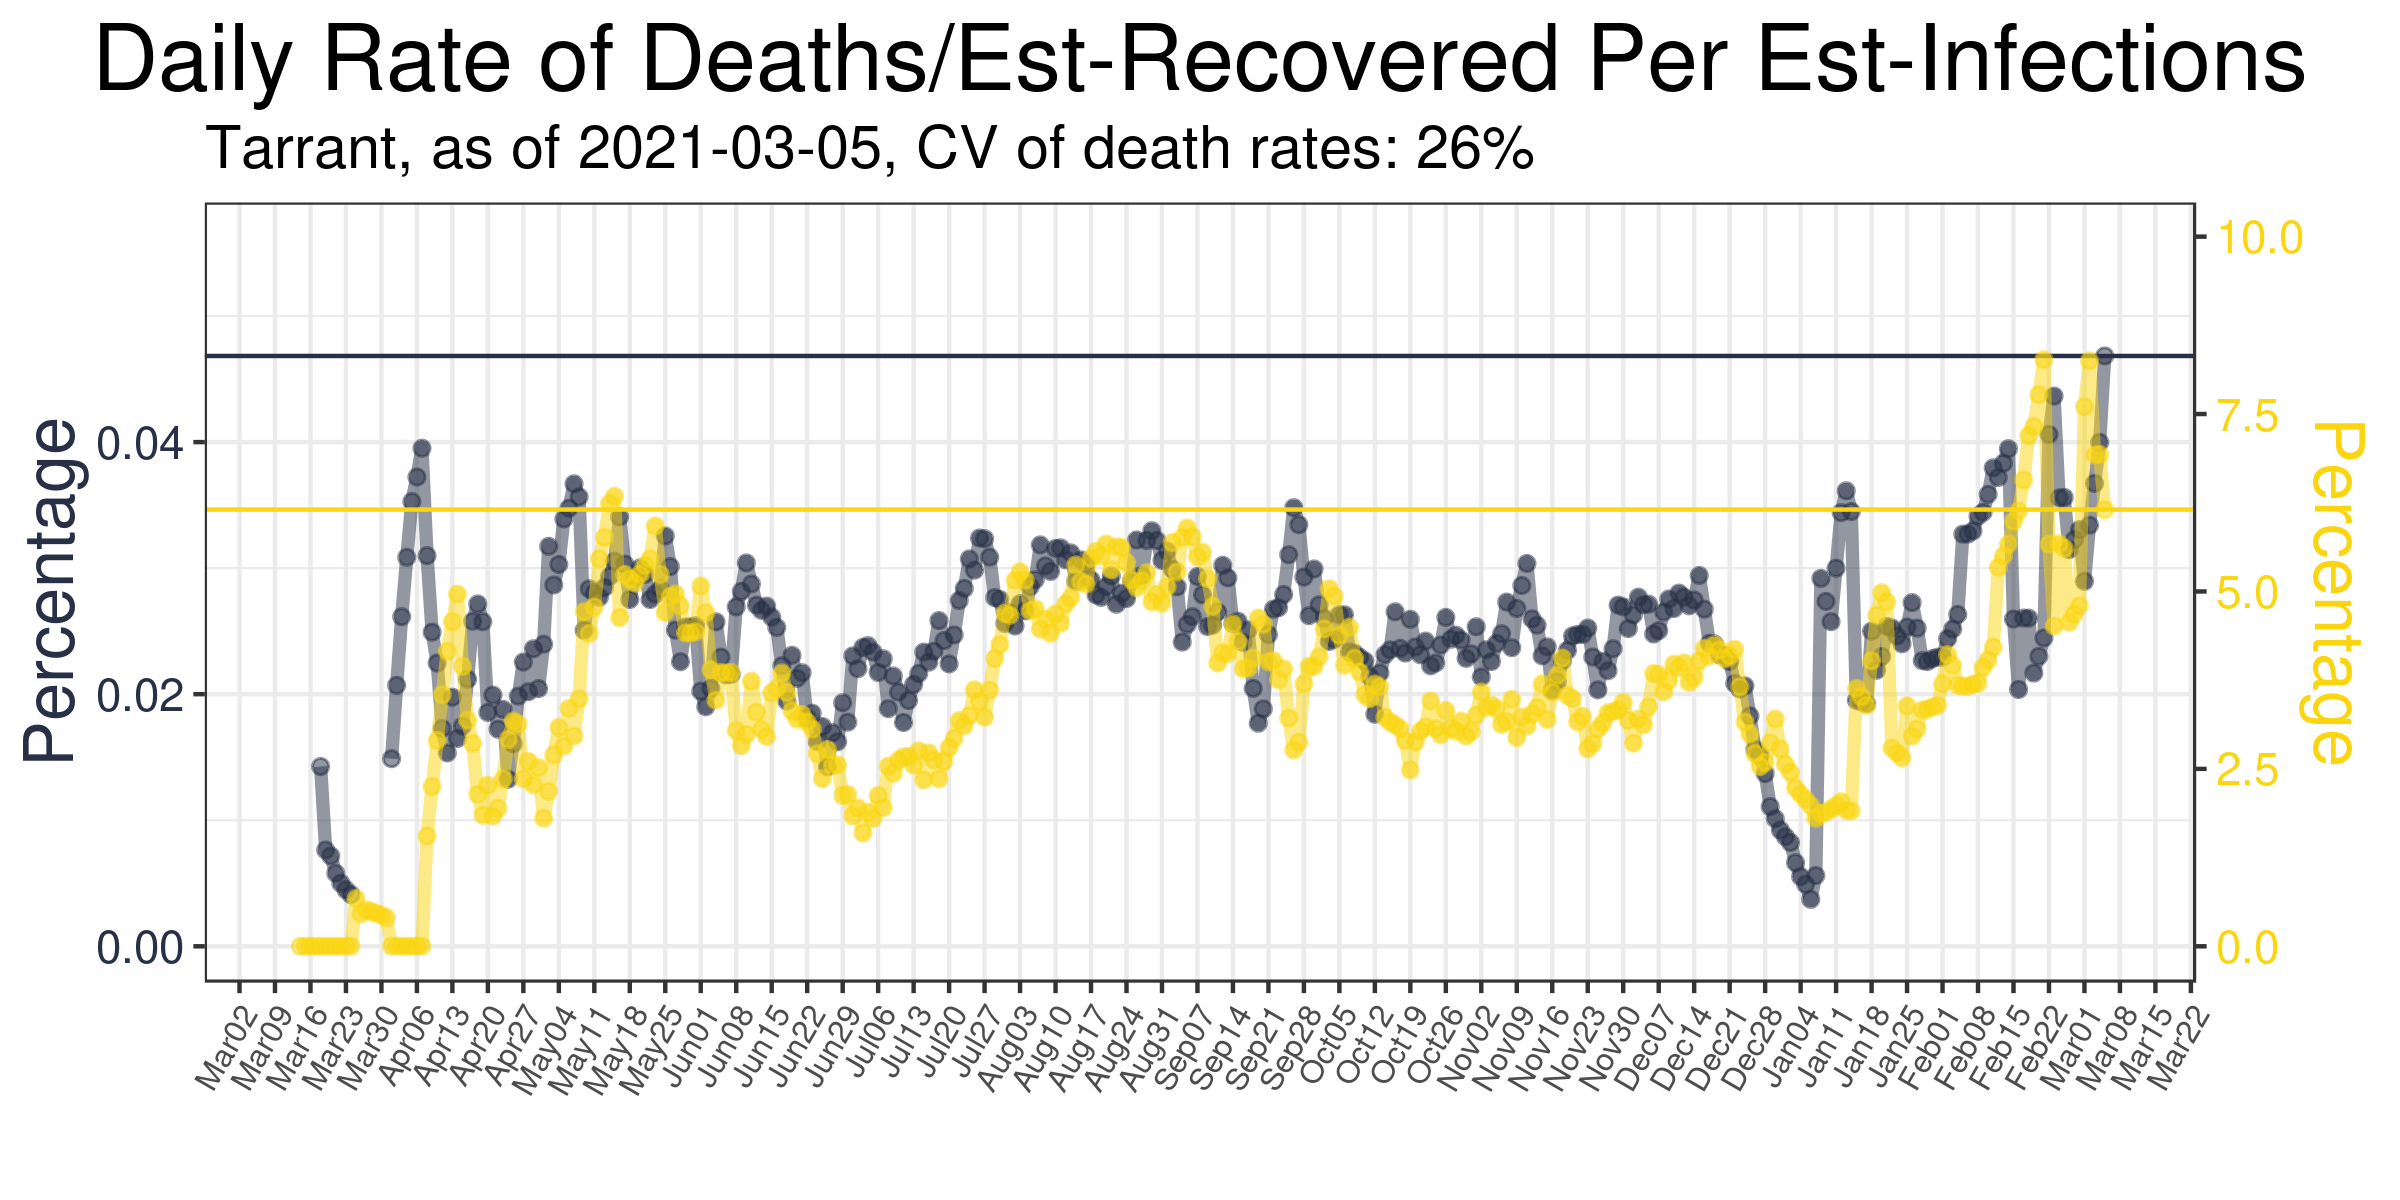 Daily Rate of Deaths/Est-Recovered Per Est-Infections
Tarrant, as of 2021-03-05, CV of death rates: 26%
Percentage
0.04
0.02
0.00
10.0
7.5
5.0
2.5
0.0
Percentage
Mar02
Mar09
Mar16
Mar23
Mar30
Apr06
Apr13
Apr20
Apr27
May04
May11
May18
May25
Jun01
Jun08
Jun15
Jun22
Jun29
Jul06
Jul13
Jul20
Jul27
Aug03
Aug10
Aug17
Aug24
Aug31
Sep07
Sep14
Sep21
Sep28
Oct05
Oct12
Oct19
Oct26
Nov02
Nov09
Nov16
Nov23
Nov30
Dec07
Dec14
Dec21
Dec28
Jan04
Jan11
Jan18
Jan25
Feb01
Feb08
Feb15
Feb22
Mar01
Mar08
Mar15
Mar22